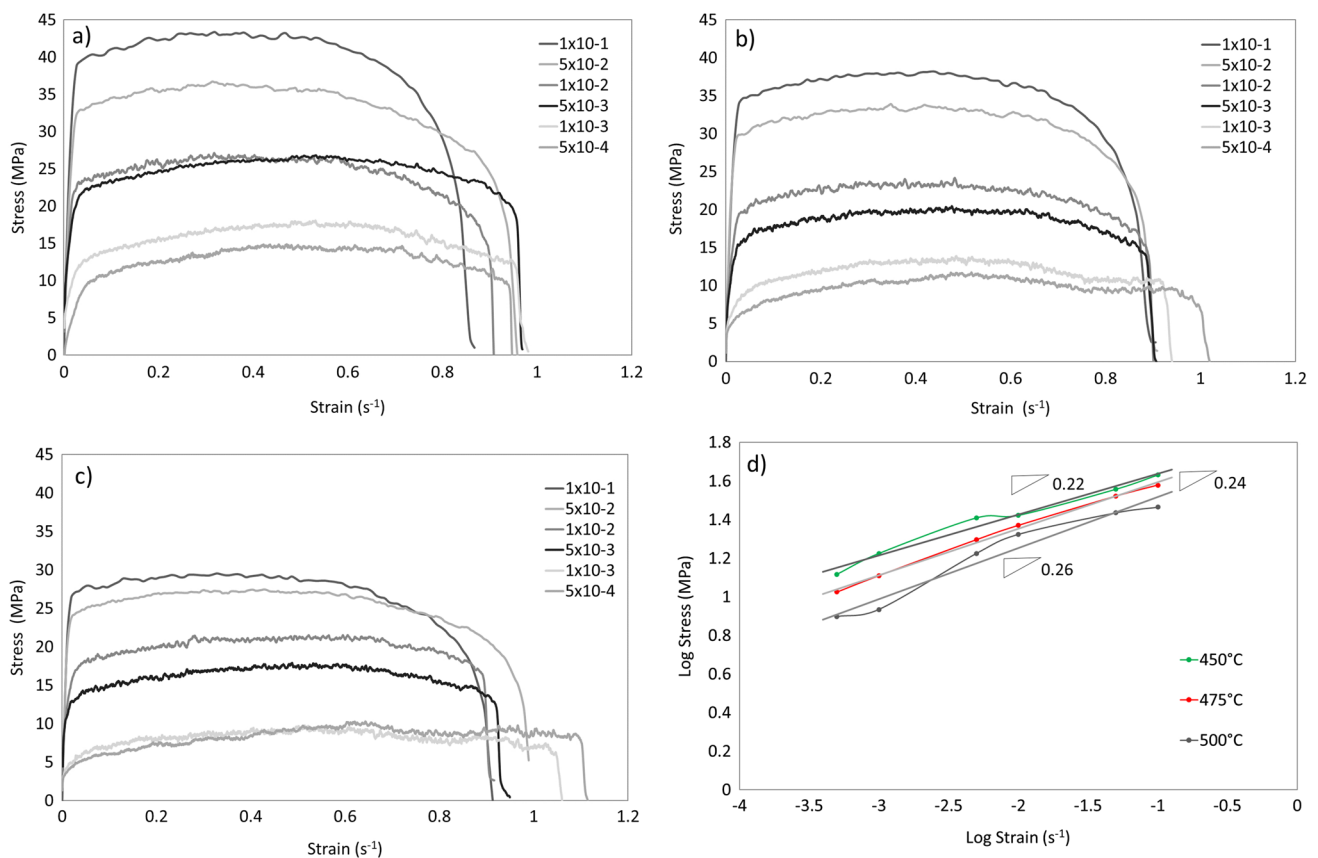 a)
45
40
35
30
25
20
15
10
5
0
Stress (MPa)
0 0.2 0.4 0.6 0.8 1 1.2
Strain (s-1)
1x10-1
5x10-2
1x10-2
5x10-3
1x10-3
5x10-4
b)
45
40
35
30
25
20
15
10
5
0
Stress (MPa)
0 0.2 0.4 0.6 0.8 1 1.2
Strain (s-1)
1x10-1
5x10-2
1x10-2
5x10-3
1x10-3
5x10-4
c)
45
40
35
30
25
20
15
10
5
0
Stress (MPa)
0 0.2 0.4 0.6 0.8 1 1.2
Strain (s-1)
1x10-1
5x10-2
1x10-2
5x10-3
1x10-3
5x10-4
d)
1.8
1.6
1.4
1.2
1
0.8
0.6
0.4
0.2
0
Log Stress (MPa)
-4 -3.5 -3 -2.5 -2 -1.5 -1 -0.5 0
Log Strain (s-1)
0.22
0.24
0.26
450°C
475°C
500°C